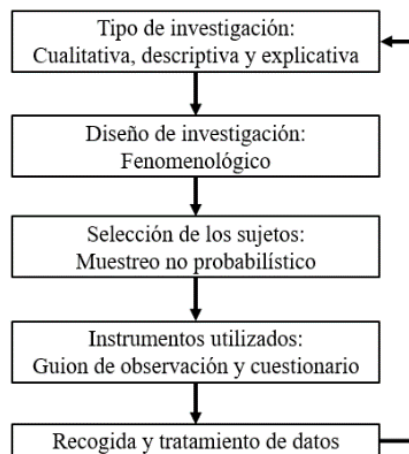 Tipo de investigación:
Cualitativa, descriptiva y explicativa
Diseño de investigación:
Fenomenológico
Selección de los sujetos:
Muestreo no probabilístico
Instrumentos utilizados:
Guion de observación y cuestionario
Recogida y tratamiento de datos